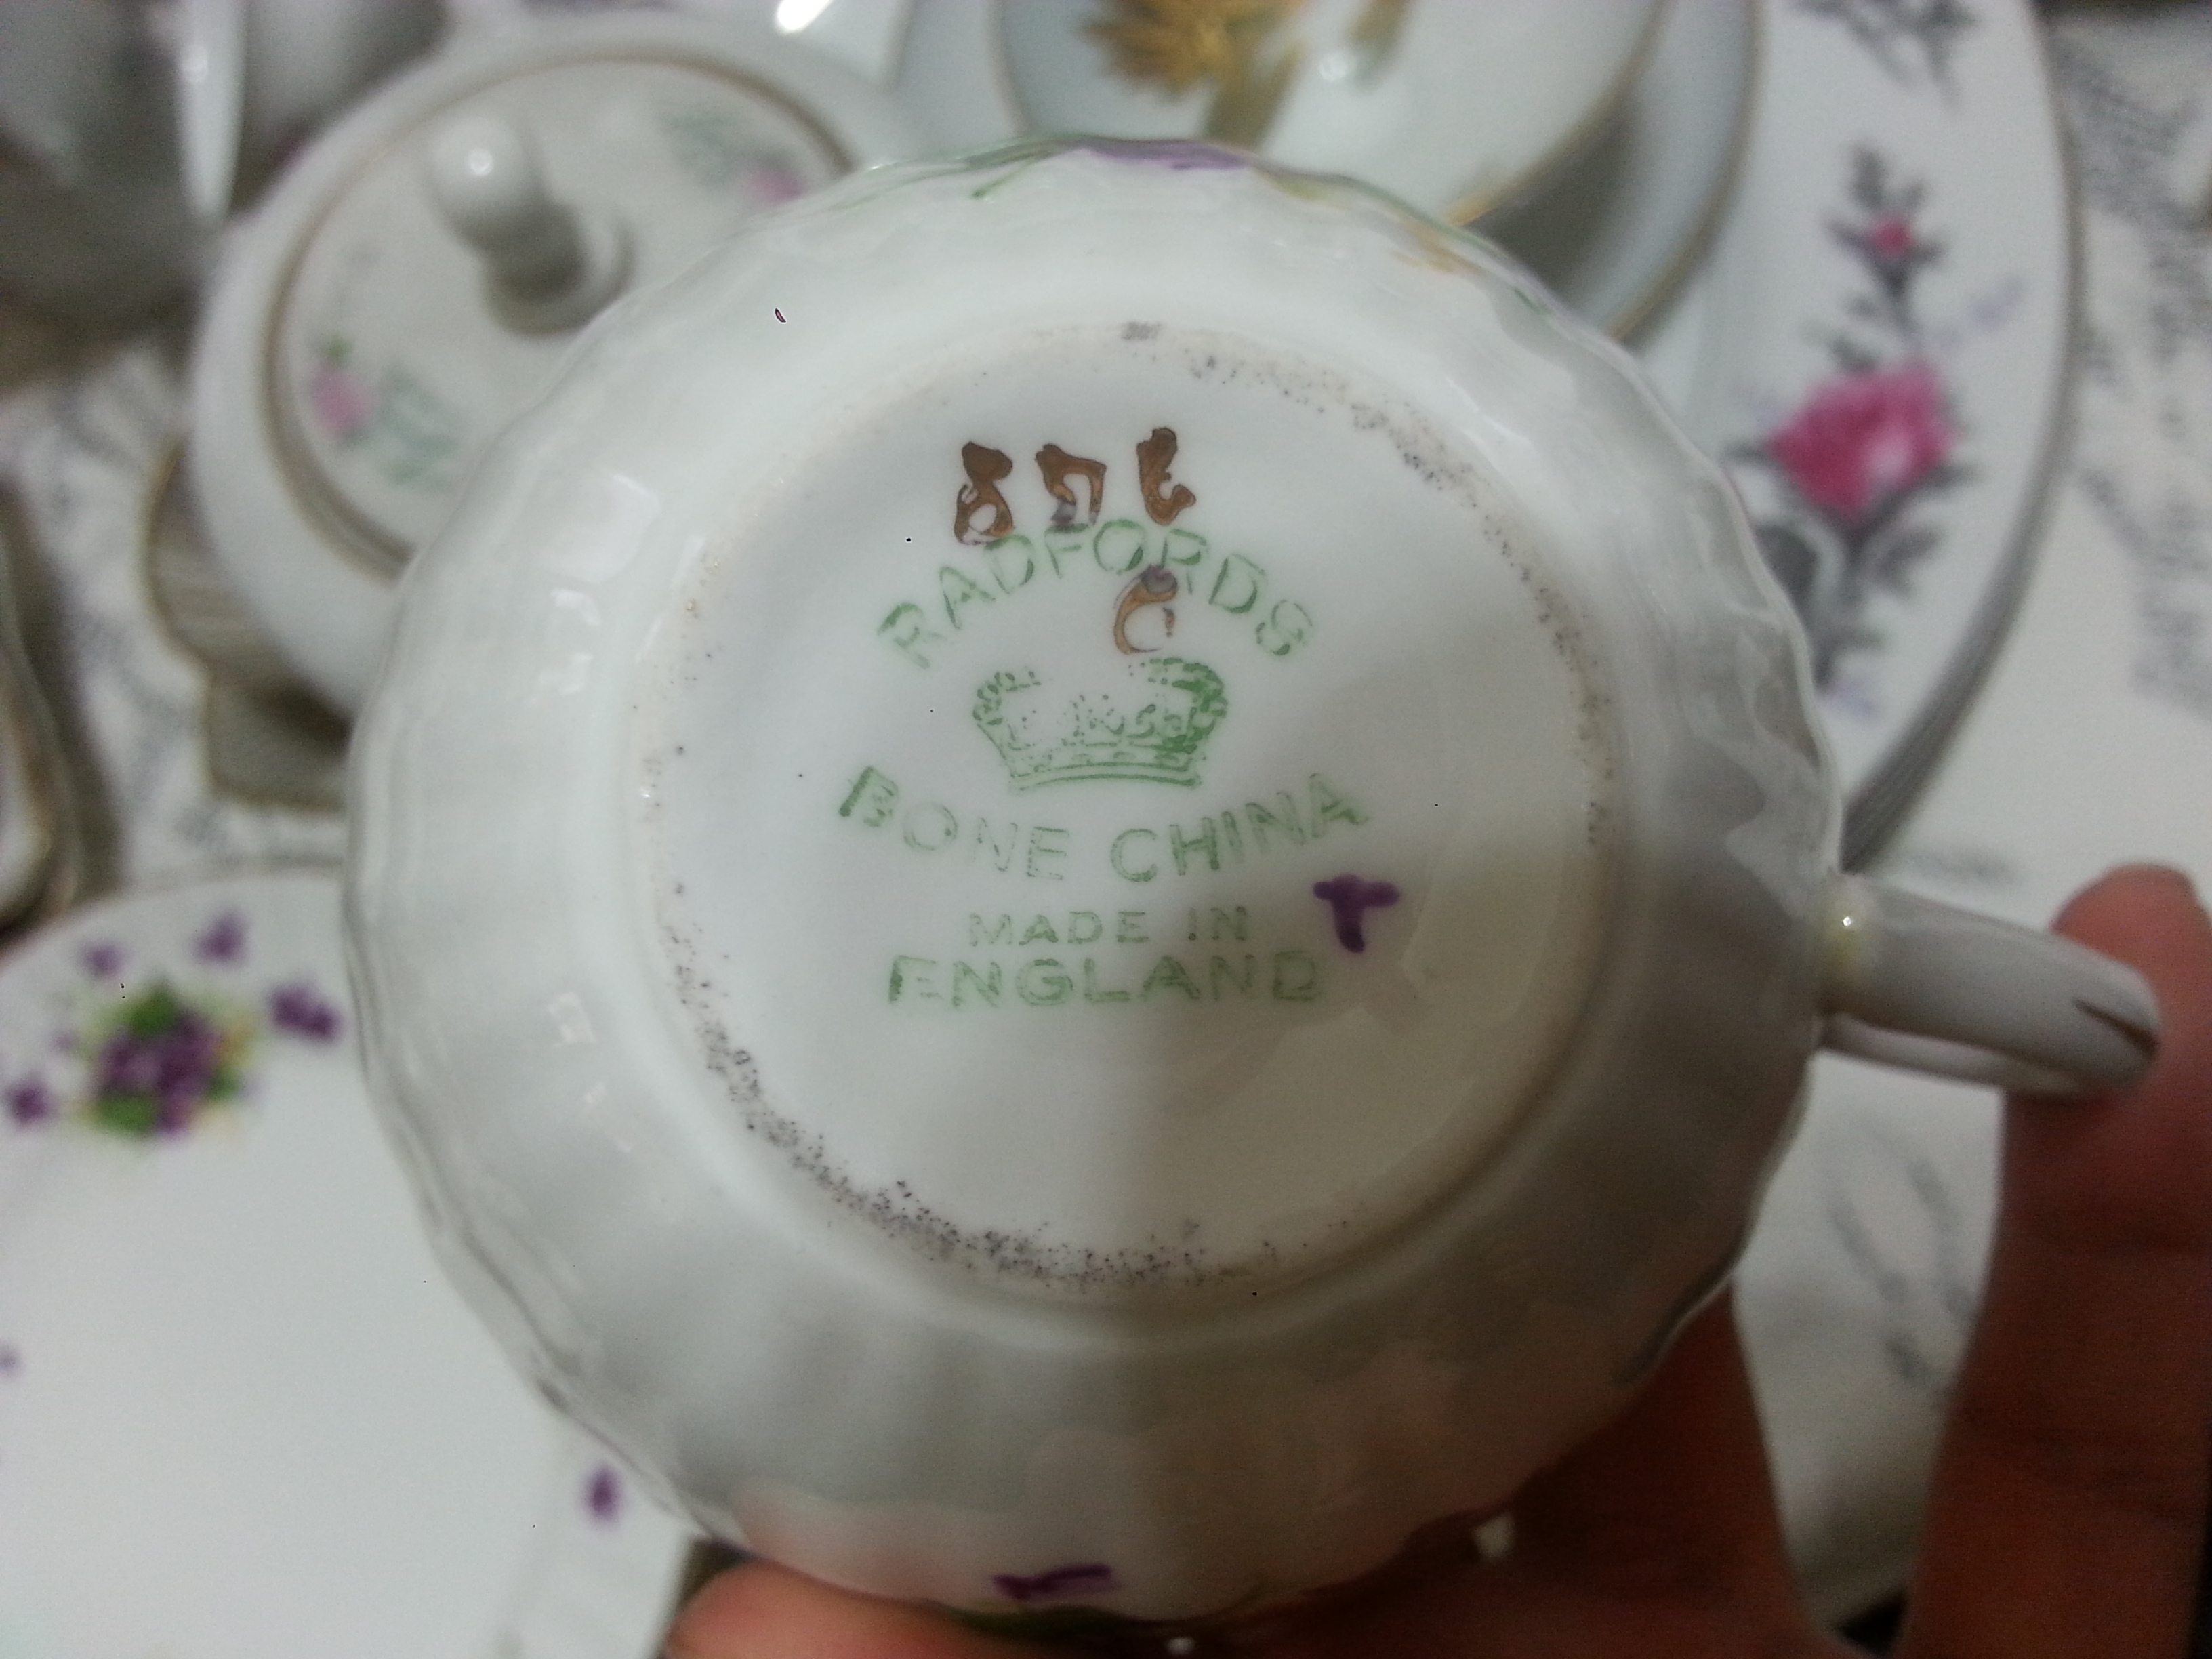 RADFORDS
C
BONE CHINA
MADE IN
ENGLAND
T